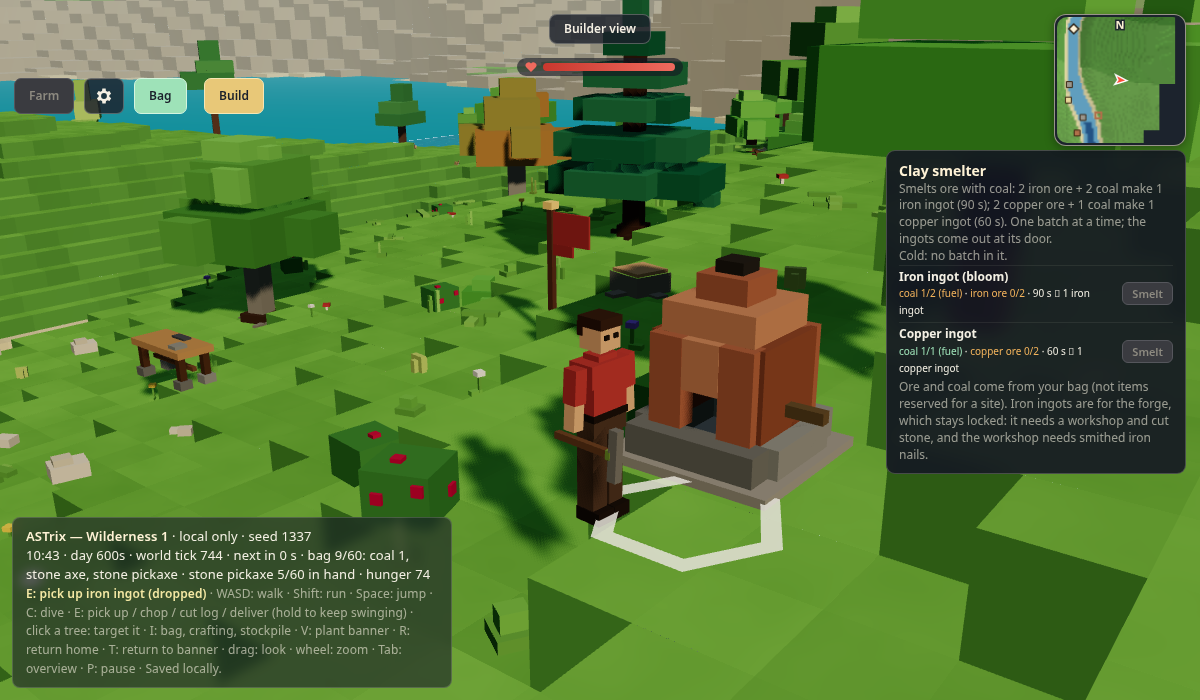 Builder view
N
Farm
Bag
Build
Clay smelter
Smelts ore with coal: 2 iron ore + 2 coal make 1
iron ingot (90 s); 2 copper ore + 1 coal make 1
copper ingot (60 s). One batch at a time; the
ingots come out at its door.
Cold: no batch in it.
Iron ingot (bloom)
coal 1/2 (fuel) · iron ore 0/2 · 90 s ▯ 1 iron
ingot
Smelt
Copper ingot
coal 1/1 (fuel) · copper ore 0/2 · 60 s ▯ 1
copper ingot
Smelt
Ore and coal come from your bag (not items
reserved for a site). Iron ingots are for the forge,
which stays locked: it needs a workshop and cut
stone, and the workshop needs smithed iron
nails.
ASTrix — Wilderness 1 · local only · seed 1337
10:43 · day 600s · world tick 744 · next in 0 s · bag 9/60: coal 1,
stone axe, stone pickaxe · stone pickaxe 5/60 in hand · hunger 74
E: pick up iron ingot (dropped) · WASD: walk · Shift: run · Space: jump ·
C: dive · E: pick up / chop / cut log / deliver (hold to keep swinging) ·
click a tree: target it · I: bag, crafting, stockpile · V: plant banner · R:
return home · T: return to banner · drag: look · wheel: zoom · Tab:
overview · P: pause · Saved locally.